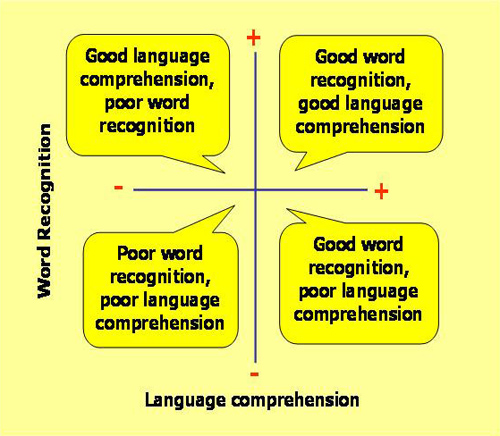 +
Good language
comprehension,
poor word
recognition
Good word
recognition,
good language
comprehension
Word Recognition
-
+
Poor word
recognition,
poor language
comprehension
Good word
recognition,
poor language
comprehension
-
Language comprehension